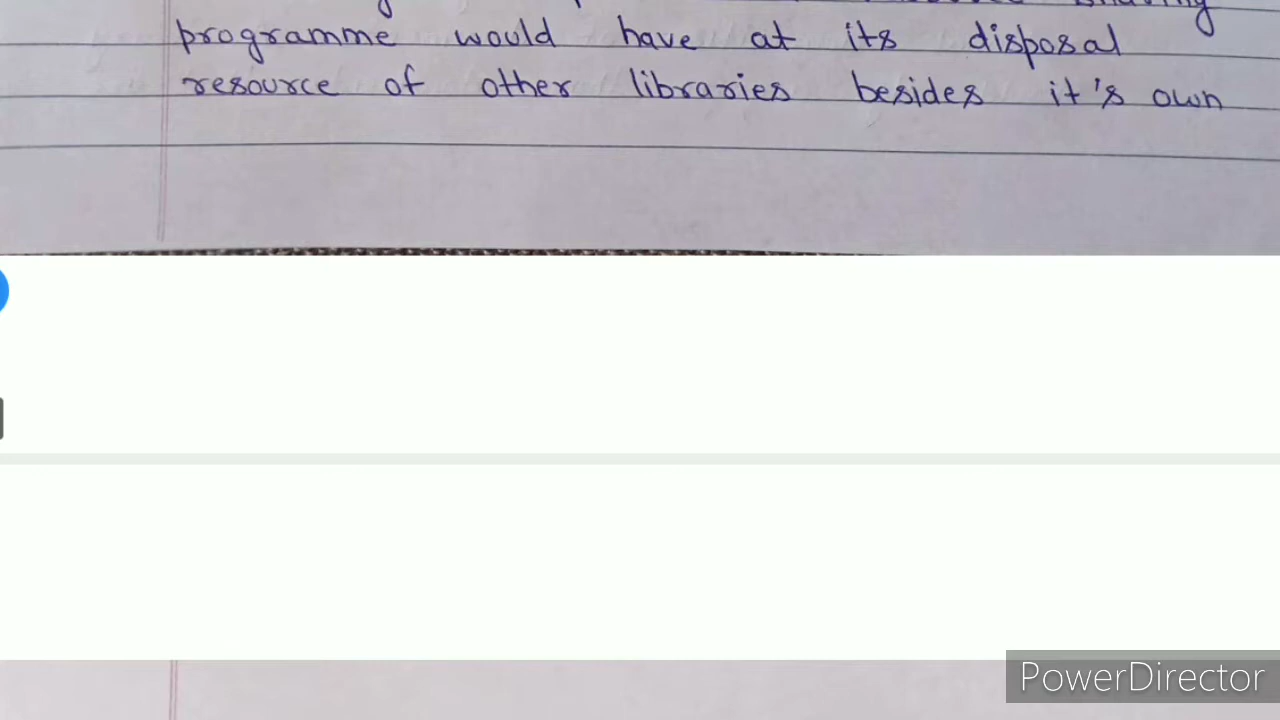 programme would have at its disposal
resource of other libraries besides it's own
PowerDirector